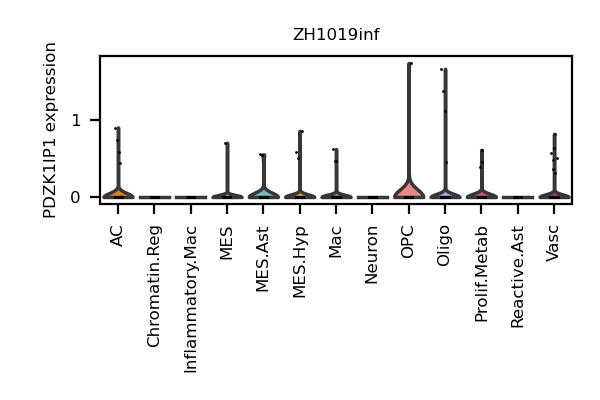 ZH1019inf
PDZK1IP1 expression
1
0
AC
Chromatin.Reg
Inflammatory.Mac
MES
MES.Ast
MES.Hyp
Mac
Neuron
OPC
Oligo
Prolif.Metab
Reactive.Ast
Vasc